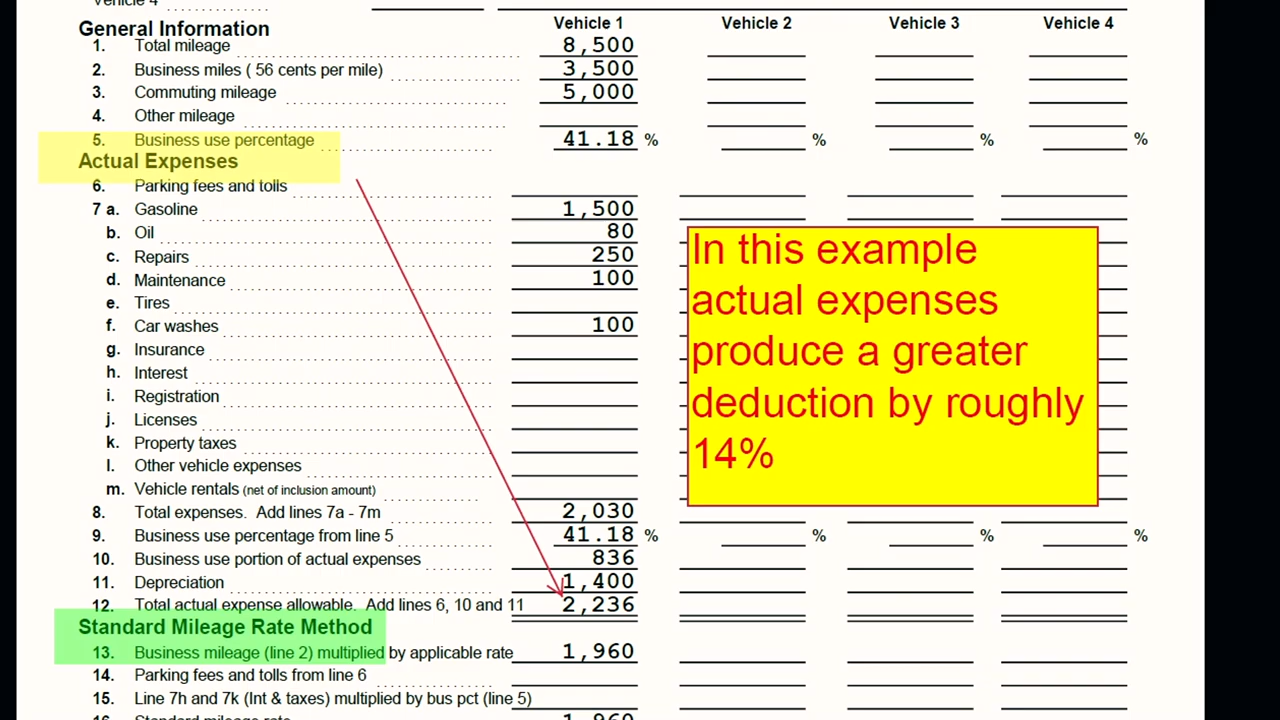 Vehicle 4
General Information Vehicle 1 Vehicle 2 Vehicle 3 Vehicle 4
1. Total mileage 8,500
2. Business miles ( 56 cents per mile) 3,500
3. Commuting mileage 5,000
4. Other mileage
5. Business use percentage 41.18 % % % %
Actual Expenses
6. Parking fees and tolls
7 a. Gasoline 1,500
b. Oil 80
c. Repairs 250
d. Maintenance 100
e. Tires
f. Car washes 100
g. Insurance
h. Interest
i. Registration
j. Licenses
k. Property taxes
l. Other vehicle expenses
m. Vehicle rentals (net of inclusion amount)
In this example
actual expenses
produce a greater
deduction by roughly
14%
8. Total expenses. Add lines 7a - 7m 2,030
9. Business use percentage from line 5 41.18 % % % %
10. Business use portion of actual expenses 836
11. Depreciation 1,400
12. Total actual expense allowable. Add lines 6, 10 and 11 2,236
Standard Mileage Rate Method
13. Business mileage (line 2) multiplied by applicable rate 1,960
14. Parking fees and tolls from line 6
15. Line 7h and 7k (Int & taxes) multiplied by bus pct (line 5)
16. Standard mileage rate 1,960